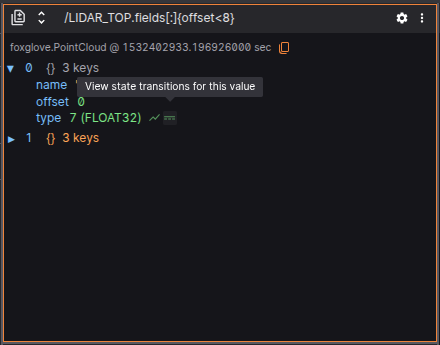 /LIDAR_TOP.fields[:]{offset<8}
foxglove.PointCloud @ 1532402933.196926000 sec
0 {} 3 keys
View state transitions for this value
name
offset 0
type 7 (FLOAT32)
1 {} 3 keys